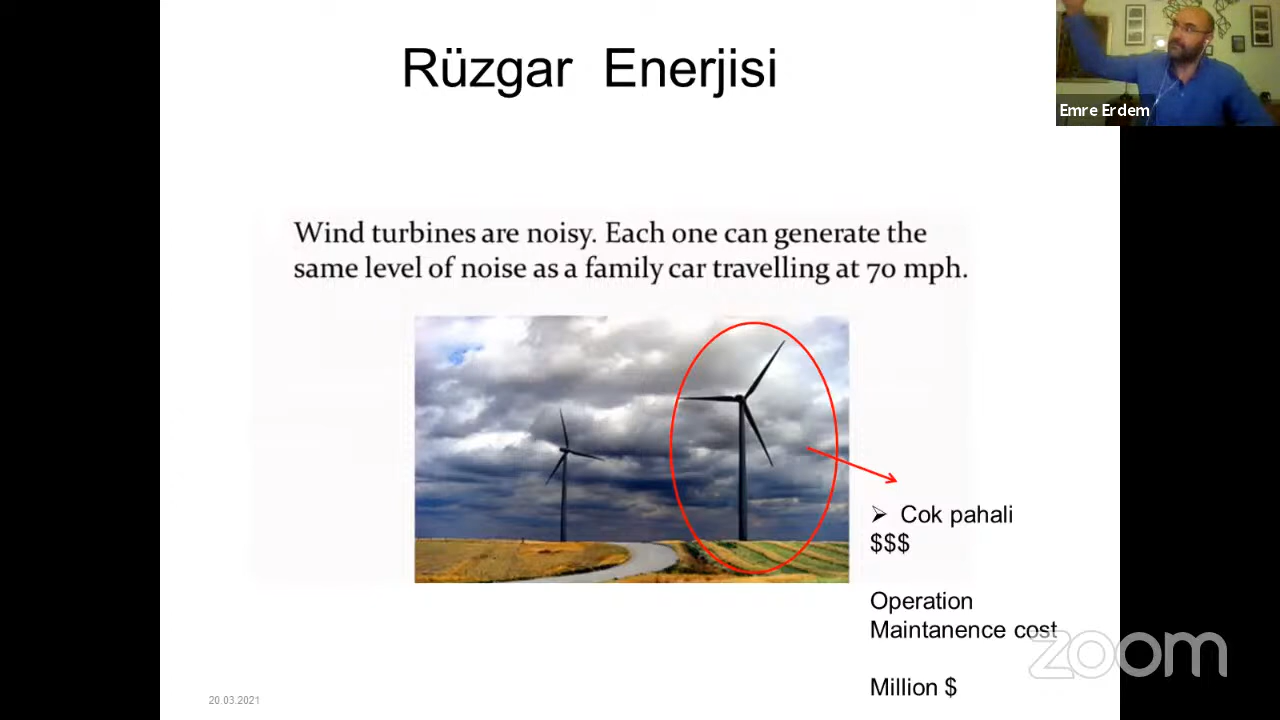 Rüzgar Enerjisi
Emre Erdem
Wind turbines are noisy. Each one can generate the
same level of noise as a family car travelling at 70 mph.
➢ Cok pahali
$$$
Operation
Maintanence cost
zoom
Million $
20.03.2021